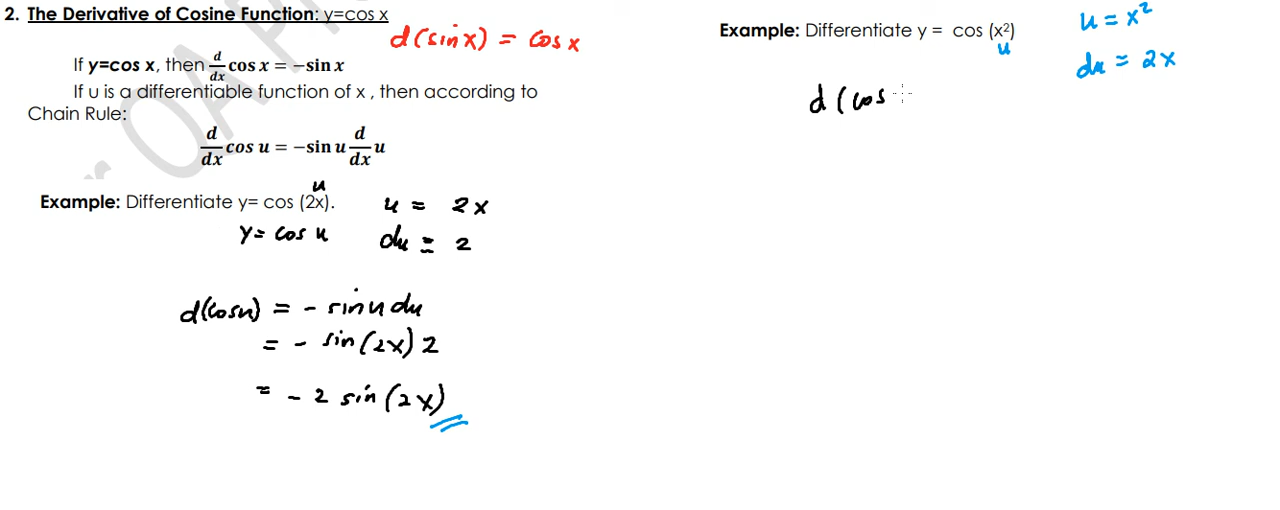 2. The Derivative of Cosine Function: y=cos x
d(sin x) = cos x
If y=cos x, then d/dx cos x = −sin x
If u is a differentiable function of x , then according to
Chain Rule:
d/dx cos u = −sin u d/dx u
u
Example: Differentiate y= cos (2x).
u = 2x
y = cos u
du = 2
d(cosu) = - sin u du
= - sin(2x) 2
= - 2 sin(2x)
Example: Differentiate y = cos (x²)
u
u = x²
du = 2x
d (cos